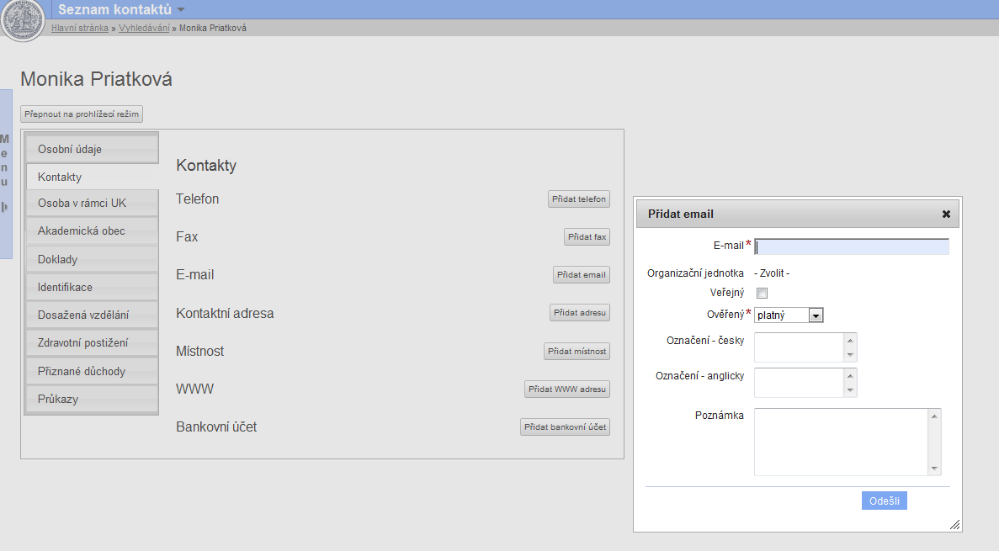 Seznam kontaktů
Hlavní stránka » Vyhledávání » Monika Priatková
Monika Priatková
Přepnout na prohlížecí režim
Menu
Osobní údaje
Kontakty
Osoba v rámci UK
Akademická obec
Doklady
Identifikace
Dosažená vzdělání
Zdravotní postižení
Přiznané důchody
Průkazy
Kontakty
Telefon Přidat telefon
Fax Přidat fax
E-mail Přidat email
Kontaktní adresa Přidat adresu
Místnost Přidat místnost
WWW Přidat WWW adresu
Bankovní účet Přidat bankovní účet
Přidat email
E-mail*
Organizační jednotka - Zvolit -
Veřejný
Ověřený* platný
Označení - česky
Označení - anglicky
Poznámka
Odešli